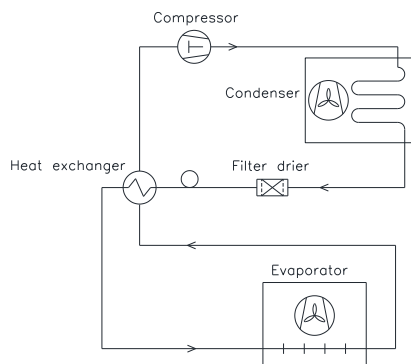 Compressor
Condenser
Heat exchanger
Filter drier
Evaporator